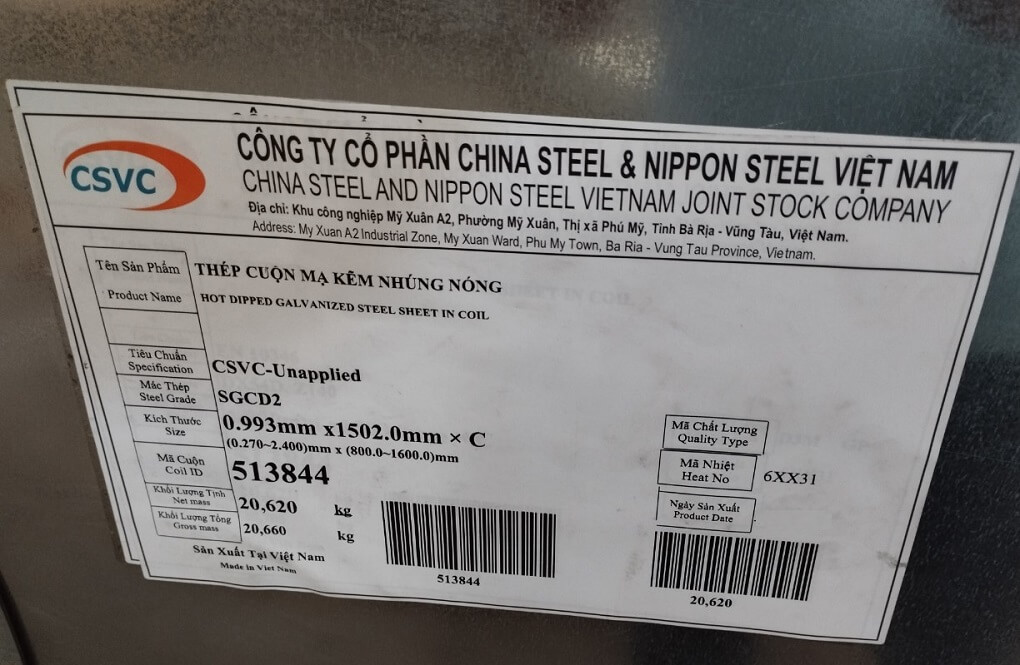 CSVC
CÔNG TY CỔ PHẦN CHINA STEEL & NIPPON STEEL VIỆT NAM
CHINA STEEL AND NIPPON STEEL VIETNAM JOINT STOCK COMPANY
Địa chỉ: Khu công nghiệp Mỹ Xuân A2, Phường Mỹ Xuân, Thị xã Phú Mỹ, Tỉnh Bà Rịa - Vũng Tàu, Việt Nam.
Address: My Xuan A2 Industrial Zone, My Xuan Ward, Phu My Town, Ba Ria - Vung Tau Province, Vietnam.
Tên Sản Phẩm THÉP CUỘN MẠ KẼM NHÚNG NÓNG
Product Name HOT DIPPED GALVANIZED STEEL SHEET IN COIL
Tiêu Chuẩn
Specification CSVC-Unapplied
Mác Thép
Steel Grade SGCD2
Kích Thước
Size 0.993mm x1502.0mm × C
(0.270~2.400)mm x (800.0~1600.0)mm
Mã Chất Lượng
Quality Type
Mã Cuộn
Coil ID 513844
Mã Nhiệt
Heat No 6XX31
Khối Lượng Tịnh
Net mass 20,620 kg
Ngày Sản Xuất
Product Date
Khối Lượng Tổng
Gross mass 20,660 kg
Sản Xuất Tại Việt Nam
Made in Viet Nam
513844
20,620